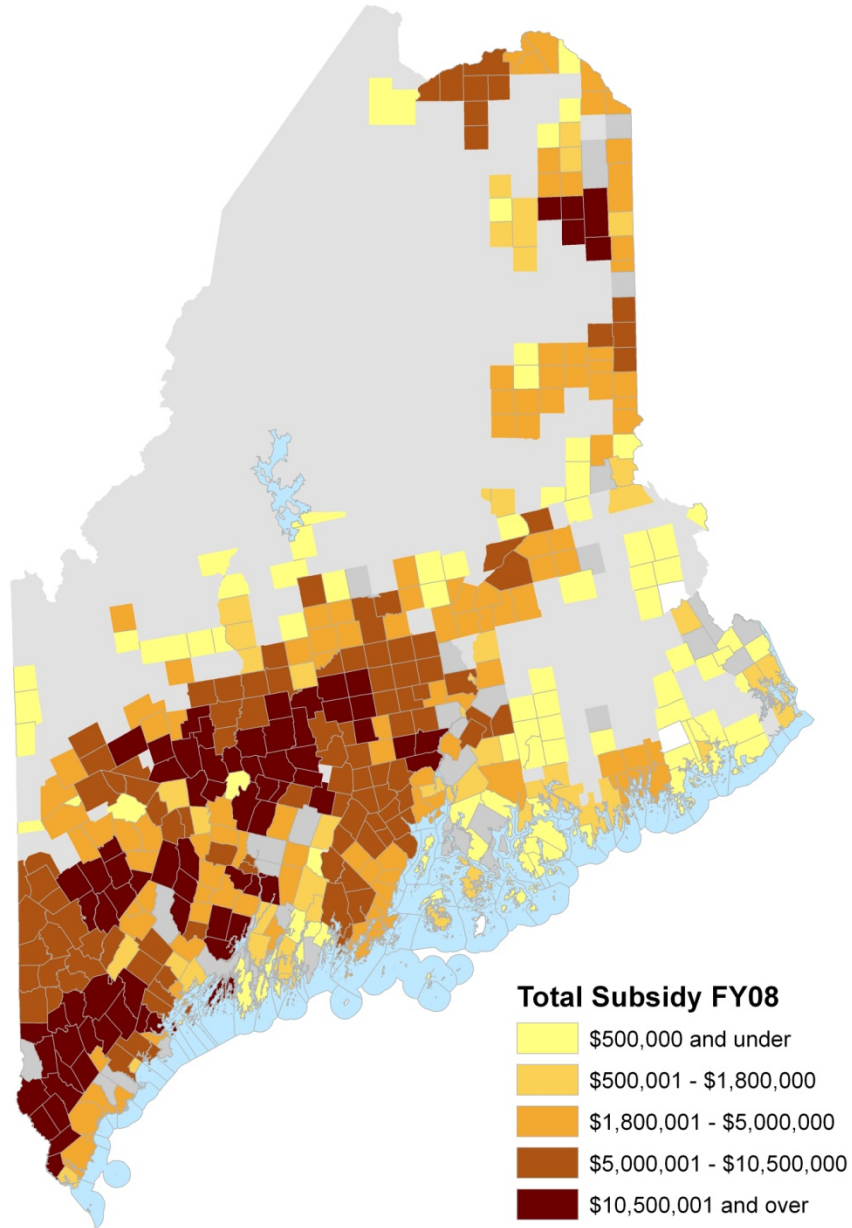 Total Subsidy FY08
$500,000 and under
$500,001 - $1,800,000
$1,800,001 - $5,000,000
$5,000,001 - $10,500,000
$10,500,001 and over